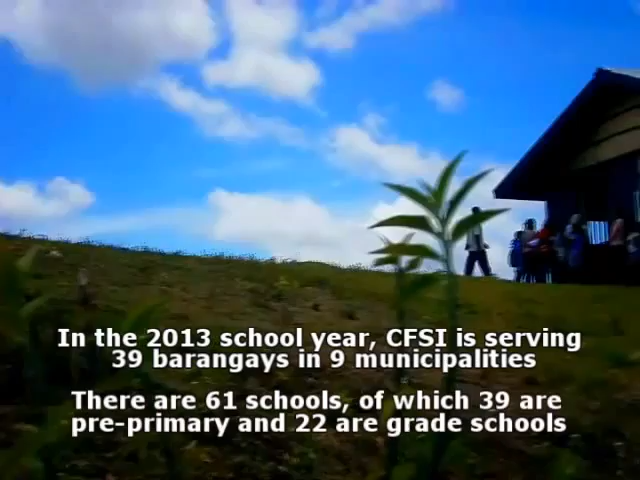 In the 2013 school year, CFSI is serving
39 barangays in 9 municipalities
There are 61 schools, of which 39 are
pre-primary and 22 are grade schools